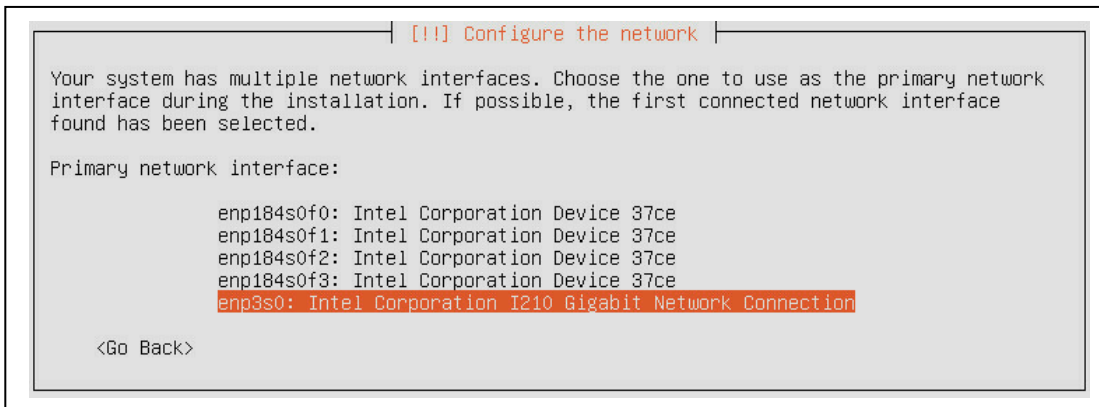 [!!] Configure the network
Your system has multiple network interfaces. Choose the one to use as the primary network
interface during the installation. If possible, the first connected network interface
found has been selected.
Primary network interface:
enp184s0f0: Intel Corporation Device 37ce
enp184s0f1: Intel Corporation Device 37ce
enp184s0f2: Intel Corporation Device 37ce
enp184s0f3: Intel Corporation Device 37ce
enp3s0: Intel Corporation I210 Gigabit Network Connection
<Go Back>